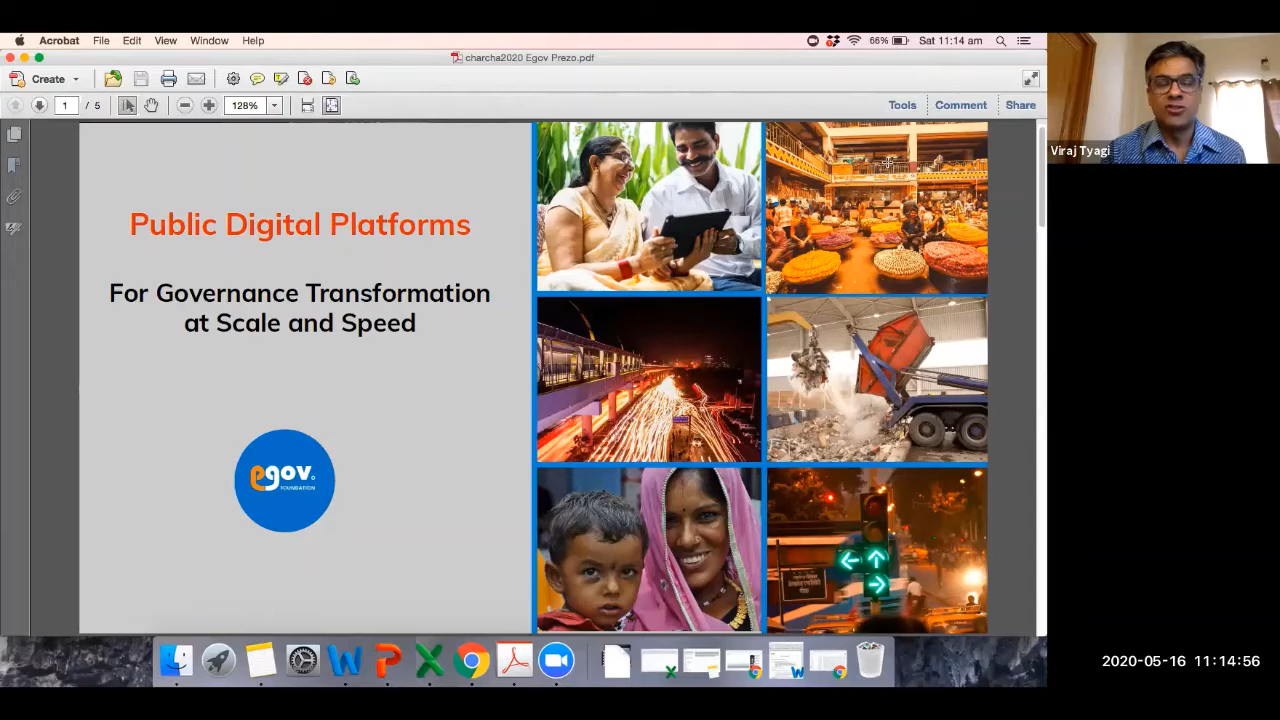 Acrobat File Edit View Window Help
66% Sat 11:14 am
charcha2020 Egov Prezo.pdf
Create
1 / 5
128%
Tools Comment Share
Public Digital Platforms
For Governance Transformation
at Scale and Speed
egov.
FOUNDATION
Viraj Tyagi
2020-05-16 11:14:56